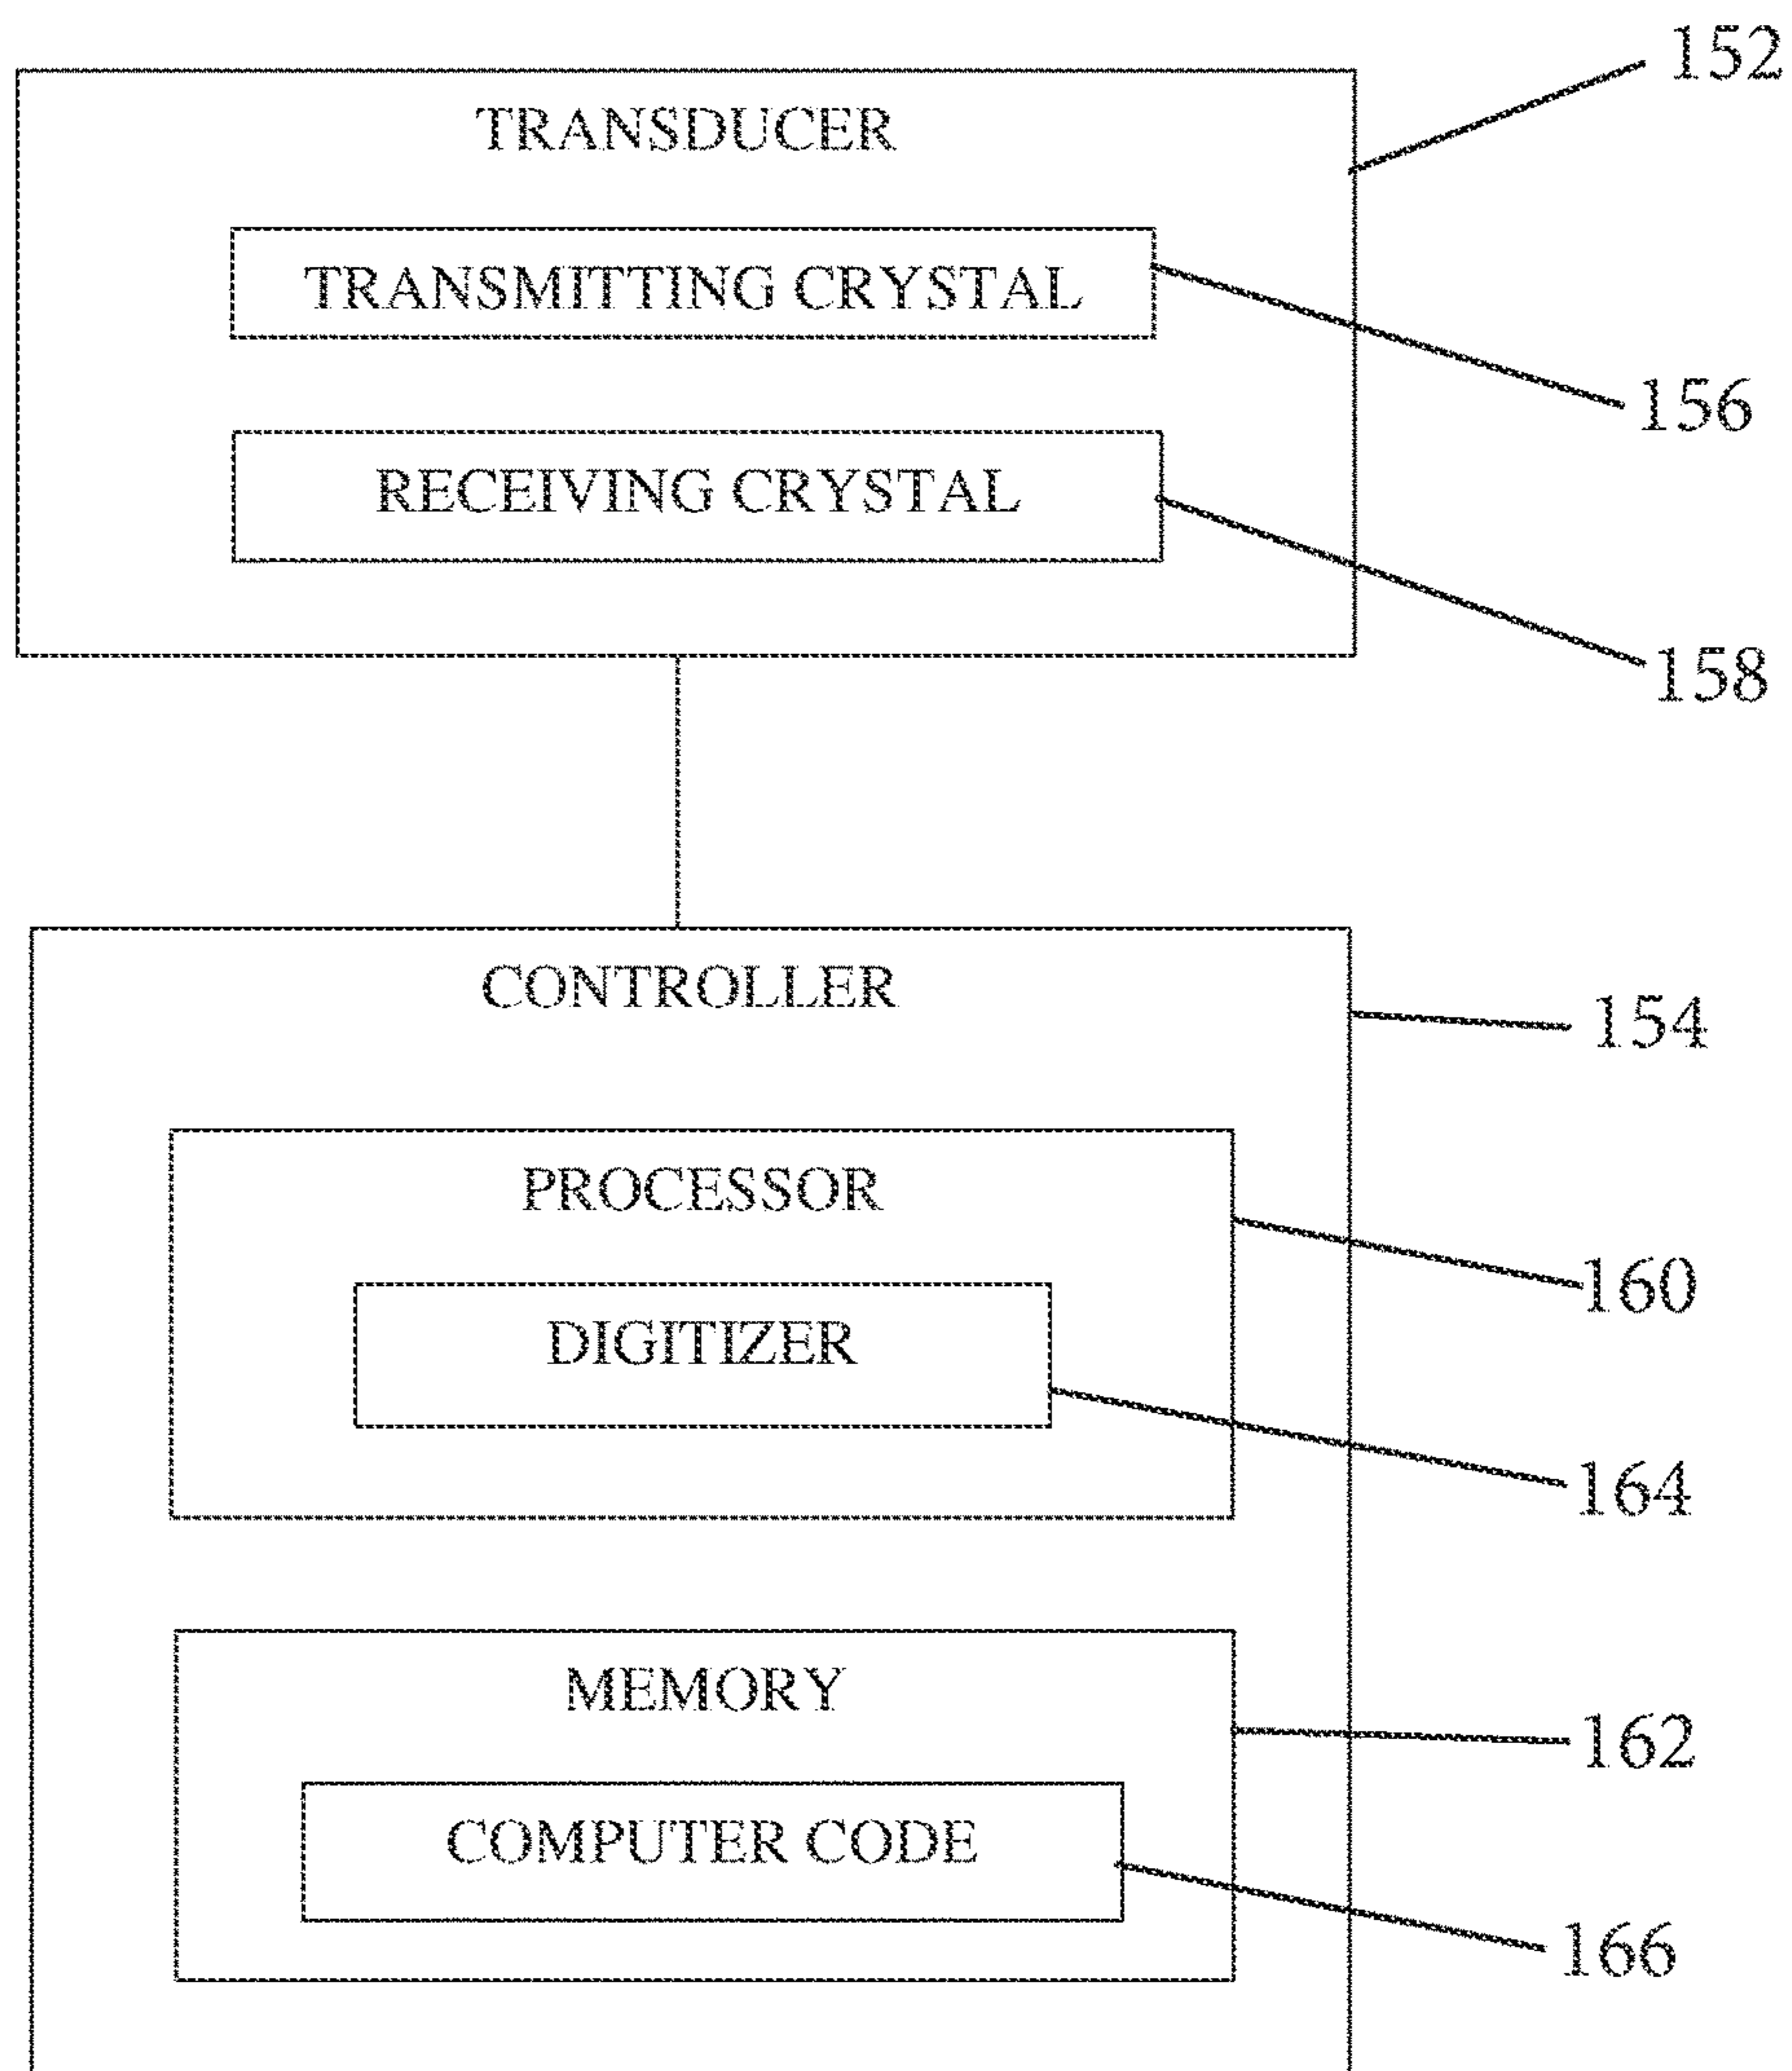 152
TRANSDUCER
TRANSMITTING CRYSTAL
156
RECEIVING CRYSTAL
158
CONTROLLER
154
PROCESSOR
160
DIGITIZER
164
MEMORY
162
COMPUTER CODE
166